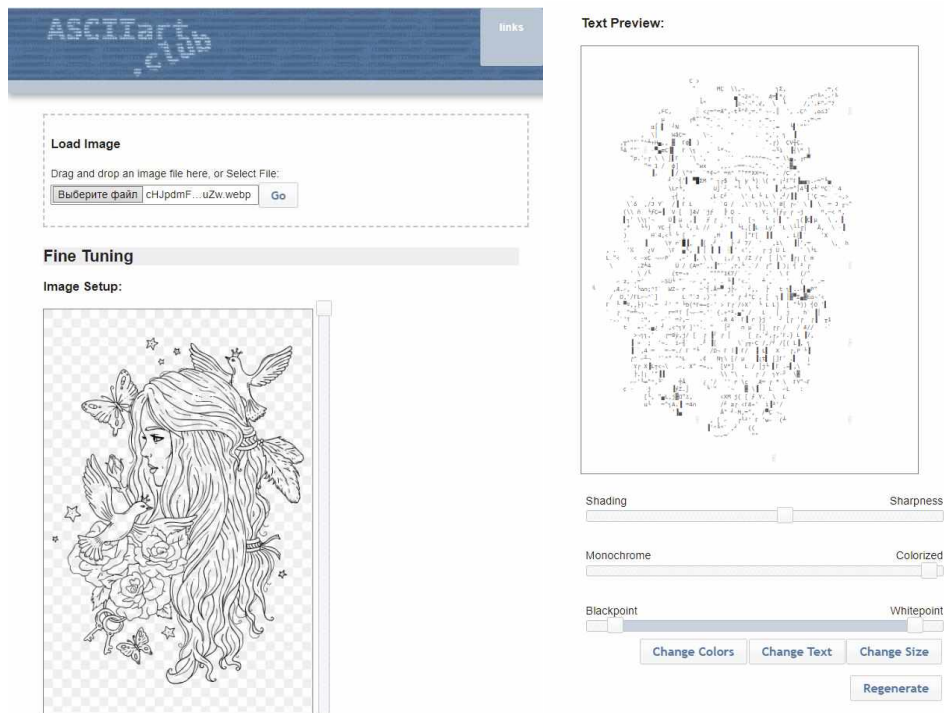 ASCIIart
.club
links
Load Image
Drag and drop an image file here, or Select File:
Выберите файл cHJpdmF...uZw.webp Go
Fine Tuning
Image Setup:
Text Preview:
Shading Sharpness
Monochrome Colorized
Blackpoint Whitepoint
Change Colors Change Text Change Size
Regenerate